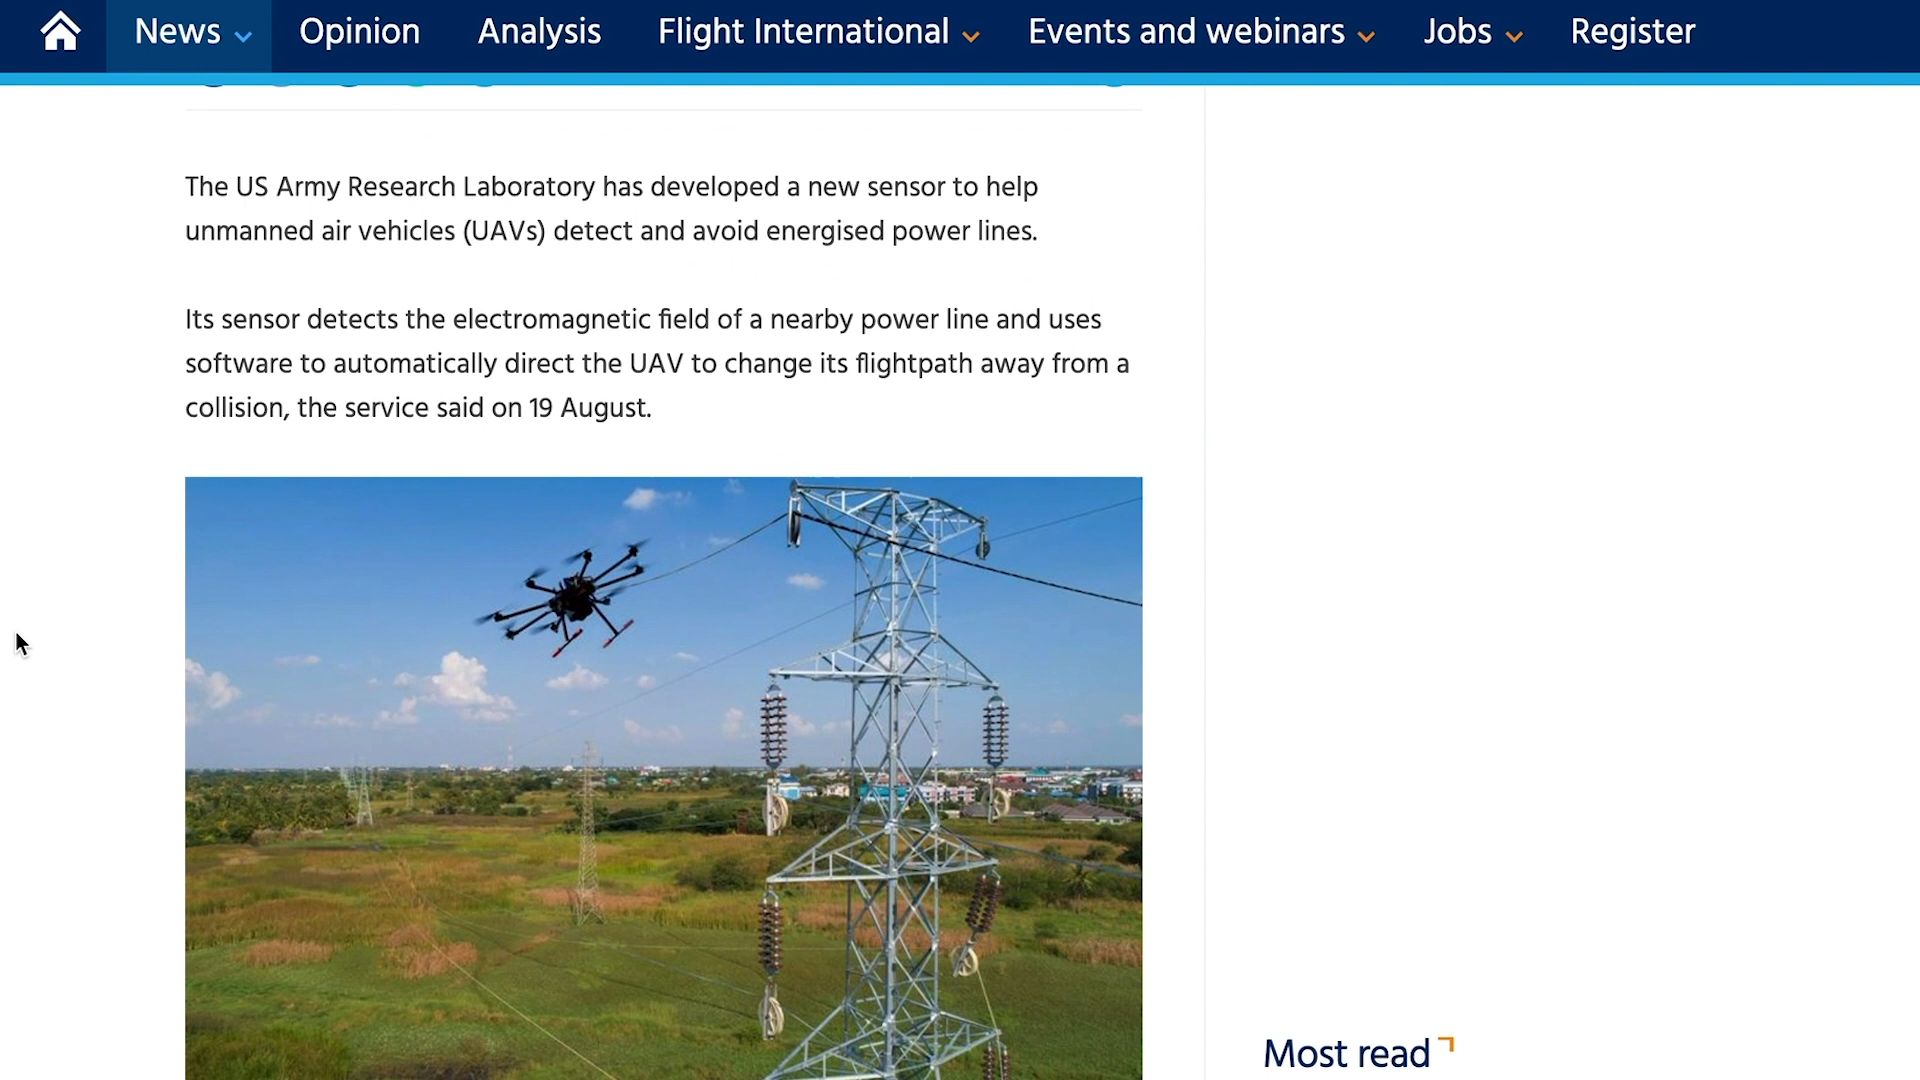 News Opinion Analysis Flight International Events and webinars Jobs Register
The US Army Research Laboratory has developed a new sensor to help
unmanned air vehicles (UAVs) detect and avoid energised power lines.
Its sensor detects the electromagnetic field of a nearby power line and uses
software to automatically direct the UAV to change its flightpath away from a
collision, the service said on 19 August.
Most read